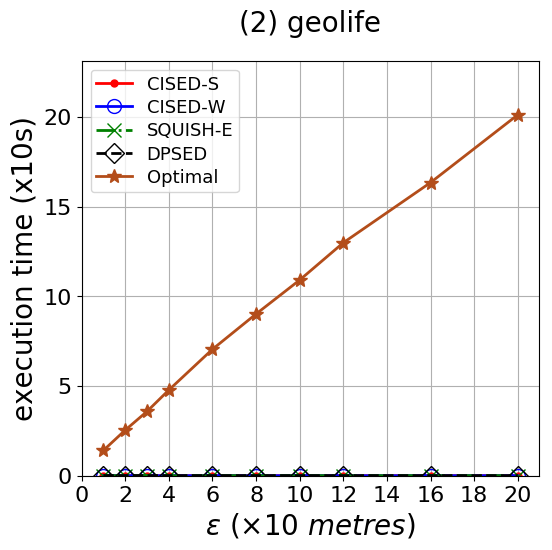 (2) geolife
execution time (x10s)
20
15
10
5
0
CISED-S
CISED-W
SQUISH-E
DPSED
Optimal
0 2 4 6 8 10 12 14 16 18 20
ε (×10 metres)